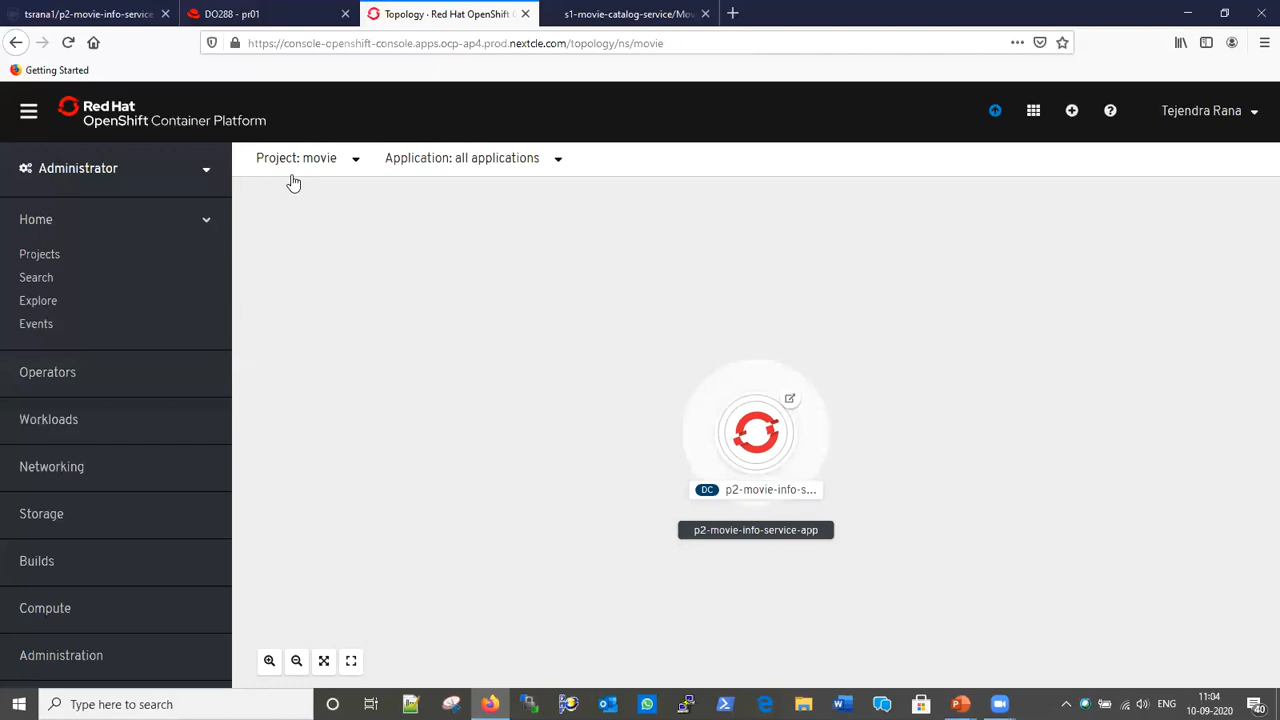 tsrana1/p2-movie-info-service
DO288 - pr01
Topology · Red Hat OpenShift C
s1-movie-catalog-service/Mov
https://console-openshift-console.apps.ocp-ap4.prod.nextcle.com/topology/ns/movie
Getting Started
Red Hat
OpenShift Container Platform
Tejendra Rana
Administrator
Project: movie
Application: all applications
Home
Projects
Search
Explore
Events
Operators
Workloads
Networking
Storage
Builds
Compute
Administration
DC p2-movie-info-s...
p2-movie-info-service-app
Type here to search
ENG
11:04
10-09-2020
40